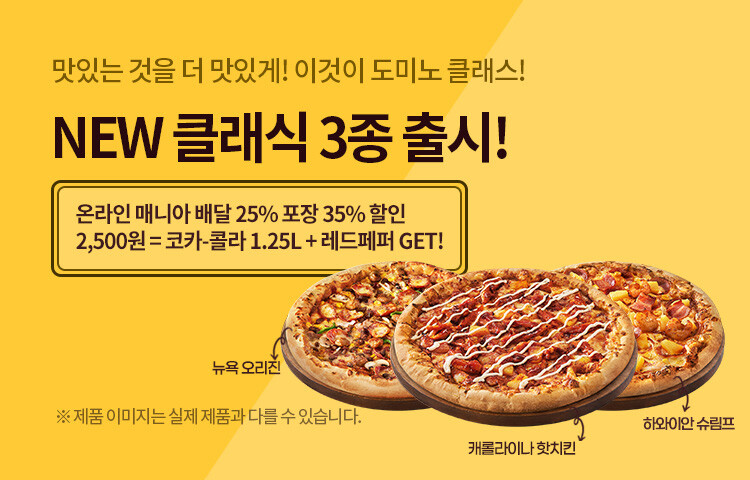 맛있는 것을 더 맛있게! 이것이 도미노 클래스!
NEW 클래식 3종 출시!
온라인 매니아 배달 25% 포장 35% 할인
2,500원 = 코카-콜라 1.25L + 레드페퍼 GET!
뉴욕 오리진
캐롤라이나 핫치킨
하와이안 슈림프
※ 제품 이미지는 실제 제품과 다를 수 있습니다.